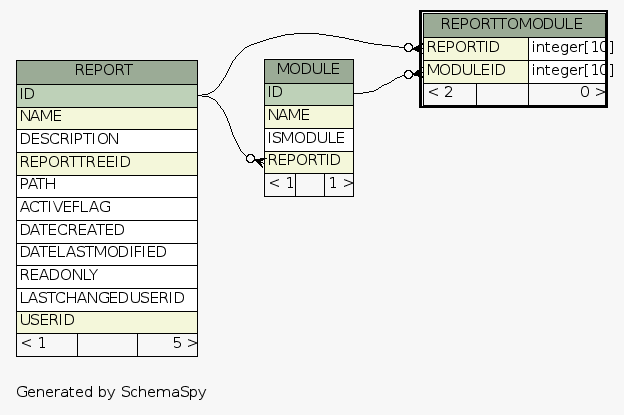 REPORTTOMODULE
REPORTID integer[10]
MODULEID integer[10]
< 2 0 >
REPORT
ID
NAME
DESCRIPTION
REPORTTREEID
PATH
ACTIVEFLAG
DATECREATED
DATELASTMODIFIED
READONLY
LASTCHANGEDUSERID
USERID
< 1 5 >
MODULE
ID
NAME
ISMODULE
REPORTID
< 1 1 >
Generated by SchemaSpy